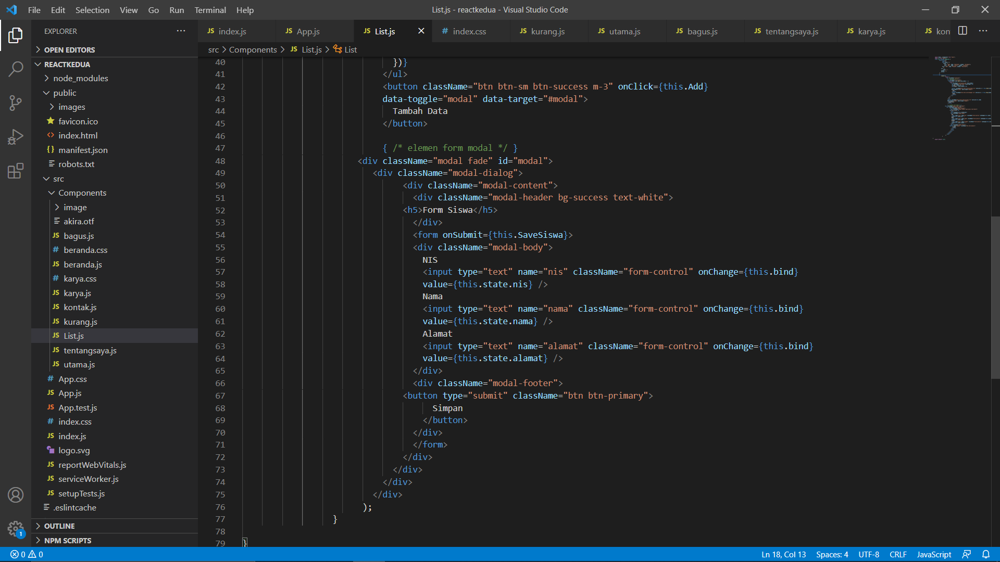 File Edit Selection View Go Run Terminal Help
List.js - reactkedua - Visual Studio Code
EXPLORER
OPEN EDITORS
REACTKEDUA
node_modules
public
images
favicon.ico
index.html
manifest.json
robots.txt
src
Components
image
akira.otf
bagus.js
beranda.css
beranda.js
karya.css
karya.js
kontak.js
kurang.js
List.js
tentangsaya.js
utama.js
App.css
App.js
App.test.js
index.css
index.js
logo.svg
reportWebVitals.js
serviceWorker.js
setupTests.js
.eslintcache
OUTLINE
NPM SCRIPTS
JS index.js JS App.js JS List.js # index.css JS kurang.js JS utama.js JS bagus.js JS tentangsaya.js JS karya.js JS kon
src > Components > JS List.js > List
40 })}
41 </ul>
42 <button className="btn btn-sm btn-success m-3" onClick={this.Add}
43 data-toggle="modal" data-target="#modal">
44 Tambah Data
45 </button>
46
47 { /* elemen form modal */ }
48 <div className="modal fade" id="modal">
49 <div className="modal-dialog">
50 <div className="modal-content">
51 <div className="modal-header bg-success text-white">
52 <h5>Form Siswa</h5>
53 </div>
54 <form onSubmit={this.SaveSiswa}>
55 <div className="modal-body">
56 NIS
57 <input type="text" name="nis" className="form-control" onChange={this.bind}
58 value={this.state.nis} />
59 Nama
60 <input type="text" name="nama" className="form-control" onChange={this.bind}
61 value={this.state.nama} />
62 Alamat
63 <input type="text" name="alamat" className="form-control" onChange={this.bind}
64 value={this.state.alamat} />
65 </div>
66 <div className="modal-footer">
67 <button type="submit" className="btn btn-primary">
68 Simpan
69 </button>
70 </div>
71 </form>
72 </div>
73 </div>
74 </div>
75 </div>
76 );
77 }
78
79 }
1
0 0
Ln 18, Col 13 Spaces: 4 UTF-8 CRLF JavaScript